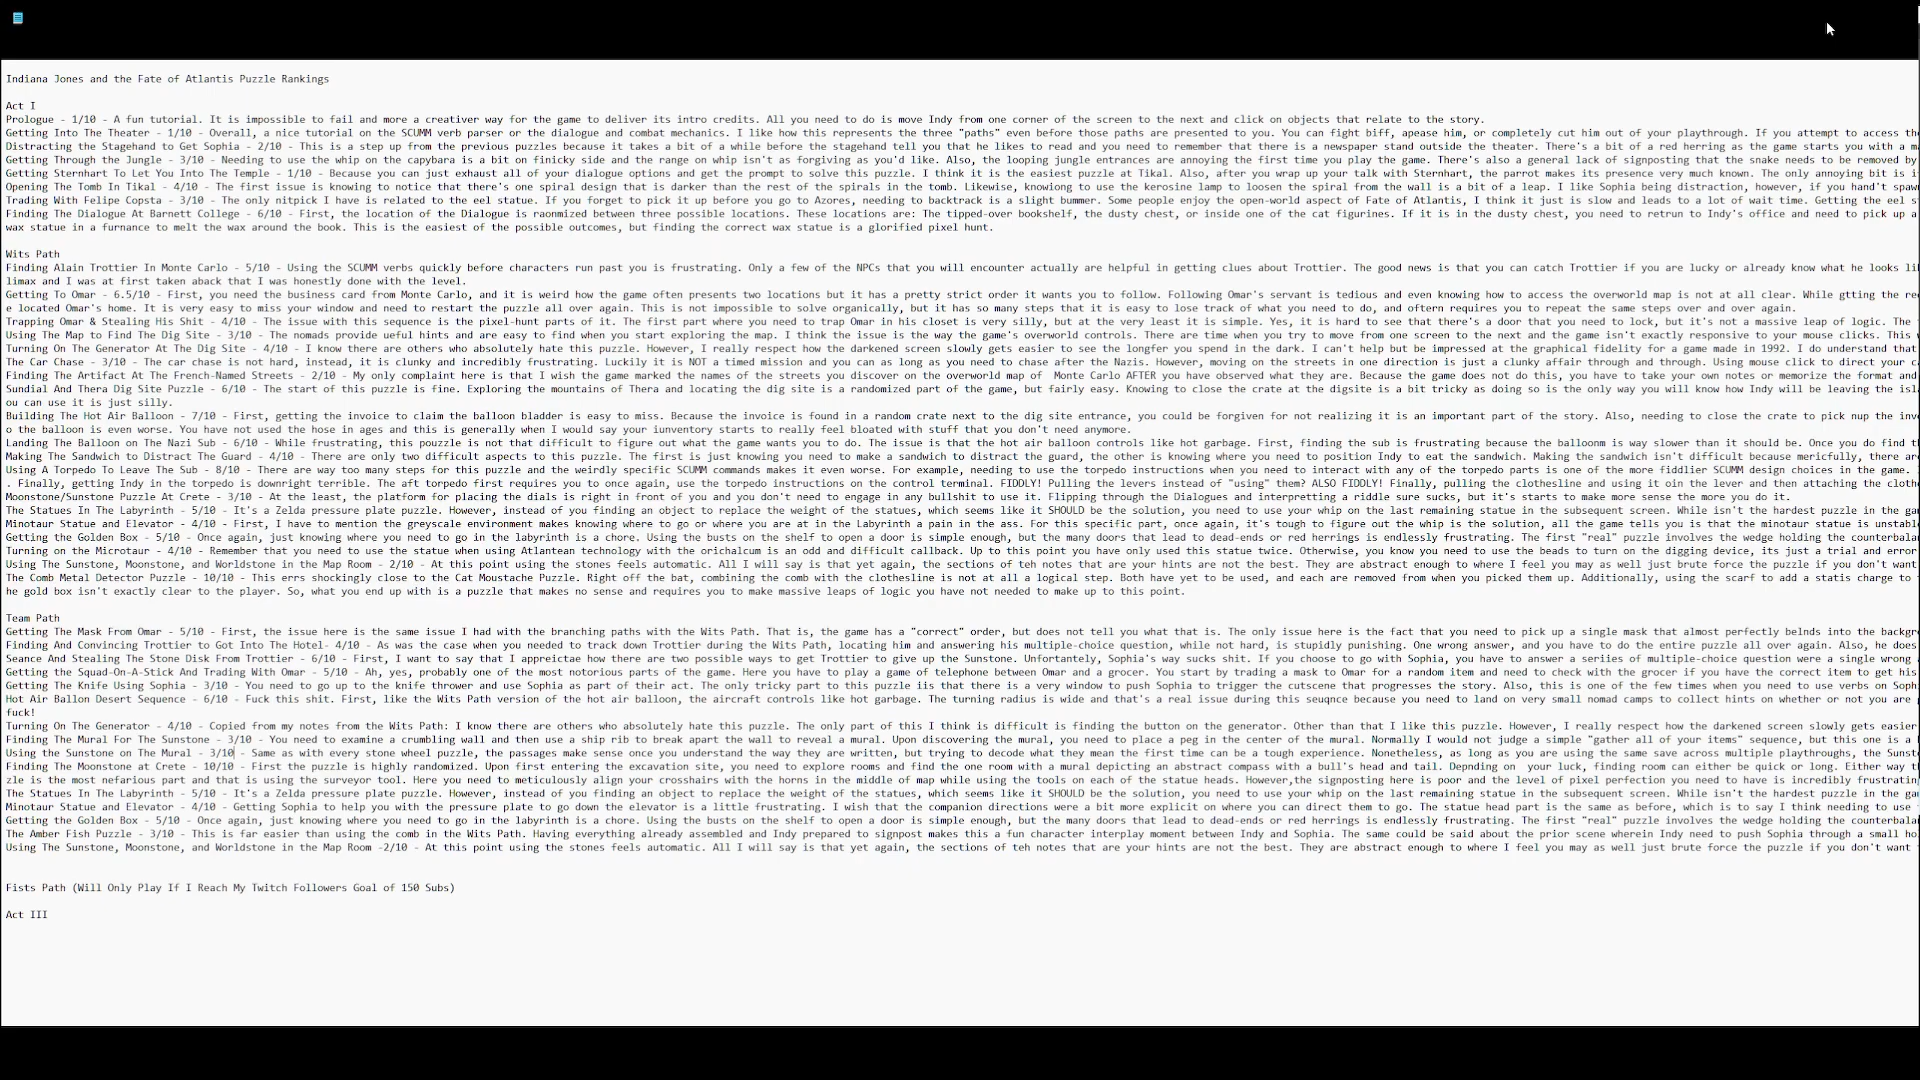 Indiana Jones and the Fate of Atlantis Puzzle Rankings
Act I
Prologue - 1/10 - A fun tutorial. It is impossible to fail and more a creativer way for the game to deliver its intro credits. All you need to do is move Indy from one corner of the screen to the next and click on objects that relate to the story.
Getting Into The Theater - 1/10 - Overall, a nice tutorial on the SCUMM verb parser or the dialogue and combat mechanics. I like how this represents the three "paths" even before those paths are presented to you. You can fight biff, apease him, or completely cut him out of your playthrough. If you attempt to access the
Distracting the Stagehand to Get Sophia - 2/10 - This is a step up from the previous puzzles because it takes a bit of a while before the stagehand tell you that he likes to read and you need to remember that there is a newspaper stand outside the theater. There's a bit of a red herring as the game starts you with a ma
Getting Through the Jungle - 3/10 - Needing to use the whip on the capybara is a bit on finicky side and the range on whip isn't as forgiving as you'd like. Also, the looping jungle entrances are annoying the first time you play the game. There's also a general lack of signposting that the snake needs to be removed by
Getting Sternhart To Let You Into The Temple - 1/10 - Because you can just exhaust all of your dialogue options and get the prompt to solve this puzzle. I think it is the easiest puzzle at Tikal. Also, after you wrap up your talk with Sternhart, the parrot makes its presence very much known. The only annoying bit is i
Opening The Tomb In Tikal - 4/10 - The first issue is knowing to notice that there's one spiral design that is darker than the rest of the spirals in the tomb. Likewise, knowiong to use the kerosine lamp to loosen the spiral from the wall is a bit of a leap. I like Sophia being distraction, however, if you hand't spaw
Trading With Felipe Copsta - 3/10 - The only nitpick I have is related to the eel statue. If you forget to pick it up before you go to Azores, needing to backtrack is a slight bummer. Some people enjoy the open-world aspect of Fate of Atlantis, I think it just is slow and leads to a lot of wait time. Getting the eel s
Finding The Dialogue At Barnett College - 6/10 - First, the location of the Dialogue is raonmized between three possible locations. These locations are: The tipped-over bookshelf, the dusty chest, or inside one of the cat figurines. If it is in the dusty chest, you need to retrun to Indy's office and need to pick up a
wax statue in a furnance to melt the wax around the book. This is the easiest of the possible outcomes, but finding the correct wax statue is a glorified pixel hunt.
Wits Path
Finding Alain Trottier In Monte Carlo - 5/10 - Using the SCUMM verbs quickly before characters run past you is frustrating. Only a few of the NPCs that you will encounter actually are helpful in getting clues about Trottier. The good news is that you can catch Trottier if you are lucky or already know what he looks li
limax and I was at first taken aback that I was honestly done with the level.
Getting To Omar - 6.5/10 - First, you need the business card from Monte Carlo, and it is weird how the game often presents two locations but it has a pretty strict order it wants you to follow. Following Omar's servant is tedious and even knowing how to access the overworld map is not at all clear. While gtting the re
e located Omar's home. It is very easy to miss your window and need to restart the puzzle all over again. This is not impossible to solve organically, but it has so many steps that it is easy to lose track of what you need to do, and oftern requires you to repeat the same steps over and over again.
Trapping Omar & Stealing His Shit - 4/10 - The issue with this sequence is the pixel-hunt parts of it. The first part where you need to trap Omar in his closet is very silly, but at the very least it is simple. Yes, it is hard to see that there's a door that you need to lock, but it's not a massive leap of logic. The
Using The Map to Find The Dig Site - 3/10 - The nomads provide ueful hints and are easy to find when you start exploring the map. I think the issue is the way the game's overworld controls. There are time when you try to move from one screen to the next and the game isn't exactly responsive to your mouse clicks. This
Turning On The Generator At The Dig Site - 4/10 - I know there are others who absolutely hate this puzzle. However, I really respect how the darkened screen slowly gets easier to see the longfer you spend in the dark. I can't help but be impressed at the graphical fidelity for a game made in 1992. I do understand that
The Car Chase - 3/10 - The car chase is not hard, instead, it is clunky and incredibly frustrating. Luckily it is NOT a timed mission and you can as long as you need to chase after the Nazis. However, moving on the streets in one direction is just a clunky affair through and through. Using mouse click to direct your c
Finding The Artifact At The French-Named Streets - 2/10 - My only complaint here is that I wish the game marked the names of the streets you discover on the overworld map of  Monte Carlo AFTER you have observed what they are. Because the game does not do this, you have to take your own notes or memorize the format and
Sundial And Thera Dig Site Puzzle - 6/10 - The start of this puzzle is fine. Exploring the mountains of Thera and locating the dig site is a randomized part of the game, but fairly easy. Knowing to close the crate at the digsite is a bit tricky as doing so is the only way you will know how Indy will be leaving the isla
ou can use it is just silly.
Building The Hot Air Balloon - 7/10 - First, getting the invoice to claim the balloon bladder is easy to miss. Because the invoice is found in a random crate next to the dig site entrance, you could be forgiven for not realizing it is an important part of the story. Also, needing to close the crate to pick nup the invo
o the balloon is even worse. You have not used the hose in ages and this is generally when I would say your iunventory starts to really feel bloated with stuff that you don't need anymore.
Landing The Balloon on The Nazi Sub - 6/10 - While frustrating, this pouzzle is not that difficult to figure out what the game wants you to do. The issue is that the hot air balloon controls like hot garbage. First, finding the sub is frustrating because the balloonm is way slower than it should be. Once you do find th
Making The Sandwich to Distract The Guard - 4/10 - There are only two difficult aspects to this puzzle. The first is just knowing you need to make a sandwich to distract the guard, the other is knowing where you need to position Indy to eat the sandwich. Making the sandwich isn't difficult because mericfully, there are
Using A Torpedo To Leave The Sub - 8/10 - There are way too many steps for this puzzle and the weirdly specific SCUMM commands makes it even worse. For example, needing to use the torpedo instructions when you need to interact with any of the torpedo parts is one of the more fiddlier SCUMM design choices in the game.
. Finally, getting Indy in the torpedo is downright terrible. The aft torpedo first requires you to once again, use the torpedo instructions on the control terminal. FIDDLY! Pulling the levers instead of "using" them? ALSO FIDDLY! Finally, pulling the clothesline and using it oin the lever and then attaching the cloth
Moonstone/Sunstone Puzzle At Crete - 3/10 - At the least, the platform for placing the dials is right in front of you and you don't need to engage in any bullshit to use it. Flipping through the Dialogues and interpretting a riddle sure sucks, but it's starts to make more sense the more you do it.
The Statues In The Labyrinth - 5/10 - It's a Zelda pressure plate puzzle. However, instead of you finding an object to replace the weight of the statues, which seems like it SHOULD be the solution, you need to use your whip on the last remaining statue in the subsequent screen. While isn't the hardest puzzle in the ga
Minotaur Statue and Elevator - 4/10 - First, I have to mention the greyscale environment makes knowing where to go or where you are at in the Labyrinth a pain in the ass. For this specific part, once again, it's tough to figure out the whip is the solution, all the game tells you is that the minotaur statue is unstabl
Getting the Golden Box - 5/10 - Once again, just knowing where you need to go in the labyrinth is a chore. Using the busts on the shelf to open a door is simple enough, but the many doors that lead to dead-ends or red herrings is endlessly frustrating. The first "real" puzzle involves the wedge holding the counterbala
Turning on the Microtaur - 4/10 - Remember that you need to use the statue when using Atlantean technology with the orichalcum is an odd and difficult callback. Up to this point you have only used this statue twice. Otherwise, you know you need to use the beads to turn on the digging device, its just a trial and error
Using The Sunstone, Moonstone, and Worldstone in the Map Room - 2/10 - At this point using the stones feels automatic. All I will say is that yet again, the sections of teh notes that are your hints are not the best. They are abstract enough to where I feel you may as well just brute force the puzzle if you don't want
The Comb Metal Detector Puzzle - 10/10 - This errs shockingly close to the Cat Moustache Puzzle. Right off the bat, combining the comb with the clothesline is not at all a logical step. Both have yet to be used, and each are removed from when you picked them up. Additionally, using the scarf to add a statis charge to
he gold box isn't exactly clear to the player. So, what you end up with is a puzzle that makes no sense and requires you to make massive leaps of logic you have not needed to make up to this point.
Team Path
Getting The Mask From Omar - 5/10 - First, the issue here is the same issue I had with the branching paths with the Wits Path. That is, the game has a "correct" order, but does not tell you what that is. The only issue here is the fact that you need to pick up a single mask that almost perfectly belnds into the backgr
Finding And Convincing Trottier to Got Into The Hotel- 4/10 - As was the case when you needed to track down Trottier during the Wits Path, locating him and answering his multiple-choice question, while not hard, is stupidly punishing. One wrong answer, and you have to do the entire puzzle all over again. Also, he does
Seance And Stealing The Stone Disk From Trottier - 6/10 - First, I want to say that I appreictae how there are two possible ways to get Trottier to give up the Sunstone. Unfortantely, Sophia's way sucks shit. If you choose to go with Sophia, you have to answer a seriies of multiple-choice question were a single wrong
Getting the Squad-On-A-Stick And Trading With Omar - 5/10 - Ah, yes, probably one of the most notorious parts of the game. Here you have to play a game of telephone between Omar and a grocer. You start by trading a mask to Omar for a random item and need to check with the grocer if you have the correct item to get his
Getting The Knife Using Sophia - 3/10 - You need to go up to the knife thrower and use Sophia as part of their act. The only tricky part to this puzzle iis that there is a very window to push Sophia to trigger the cutscene that progresses the story. Also, this is one of the few times when you need to use verbs on Soph
Hot Air Ballon Desert Sequence - 6/10 - Fuck this shit. First, like the Wits Path version of the hot air balloon, the aircraft controls like hot garbage. The turning radius is wide and that's a real issue during this seuqnce because you need to land on very small nomad camps to collect hints on whether or not you are
fuck!
Turning On The Generator - 4/10 - Copied from my notes from the Wits Path: I know there are others who absolutely hate this puzzle. The only part of this I think is difficult is finding the button on the generator. Other than that I like this puzzle. However, I really respect how the darkened screen slowly gets easier
Finding The Mural For The Sunstone - 3/10 - You need to examine a crumbling wall and then use a ship rib to break apart the wall to reveal a mural. Upon discovering the mural, you need to place a peg in the center of the mural. Normally I would not judge a simple "gather all of your items" sequence, but this one is a
Using the Sunstone on The Mural - 3/10 - Same as with every stone wheel puzzle, the passages make sense once you understand the way they are written, but trying to decode what they mean the first time can be a tough experience. Nonetheless, as long as you are using the same save across multiple playthroughs, the Sunst
Finding The Moonstone at Crete - 10/10 - First the puzzle is highly randomized. Upon first entering the excavation site, you need to explore rooms and find the one room with a mural depicting an abstract compass with a bull's head and tail. Depnding on  your luck, finding room can either be quick or long. Either way th
zle is the most nefarious part and that is using the surveyor tool. Here you need to meticulously align your crosshairs with the horns in the middle of map while using the tools on each of the statue heads. However,the signposting here is poor and the level of pixel perfection you need to have is incredibly frustratin
The Statues In The Labyrinth - 5/10 - It's a Zelda pressure plate puzzle. However, instead of you finding an object to replace the weight of the statues, which seems like it SHOULD be the solution, you need to use your whip on the last remaining statue in the subsequent screen. While isn't the hardest puzzle in the ga
Minotaur Statue and Elevator - 4/10 - Getting Sophia to help you with the pressure plate to go down the elevator is a little frustrating. I wish that the companion directions were a bit more explicit on where you can direct them to go. The statue head part is the same as before, which is to say I think needing to use
Getting the Golden Box - 5/10 - Once again, just knowing where you need to go in the labyrinth is a chore. Using the busts on the shelf to open a door is simple enough, but the many doors that lead to dead-ends or red herrings is endlessly frustrating. The first "real" puzzle involves the wedge holding the counterbala
The Amber Fish Puzzle - 3/10 - This is far easier than using the comb in the Wits Path. Having everything already assembled and Indy prepared to signpost makes this a fun character interplay moment between Indy and Sophia. The same could be said about the prior scene wherein Indy need to push Sophia through a small ho
Using The Sunstone, Moonstone, and Worldstone in the Map Room -2/10 - At this point using the stones feels automatic. All I will say is that yet again, the sections of teh notes that are your hints are not the best. They are abstract enough to where I feel you may as well just brute force the puzzle if you don't want
Fists Path (Will Only Play If I Reach My Twitch Followers Goal of 150 Subs)
Act III